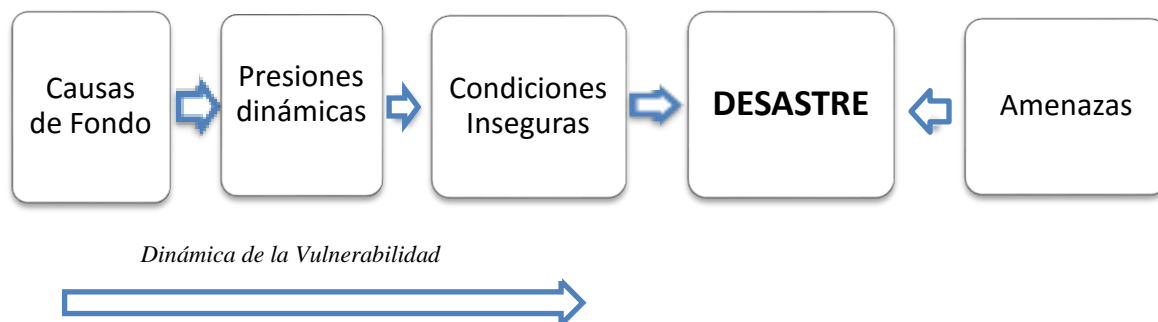 Causas
de Fondo
Presiones
dinámicas
Condiciones
Inseguras
DESASTRE
Amenazas
Dinámica de la Vulnerabilidad